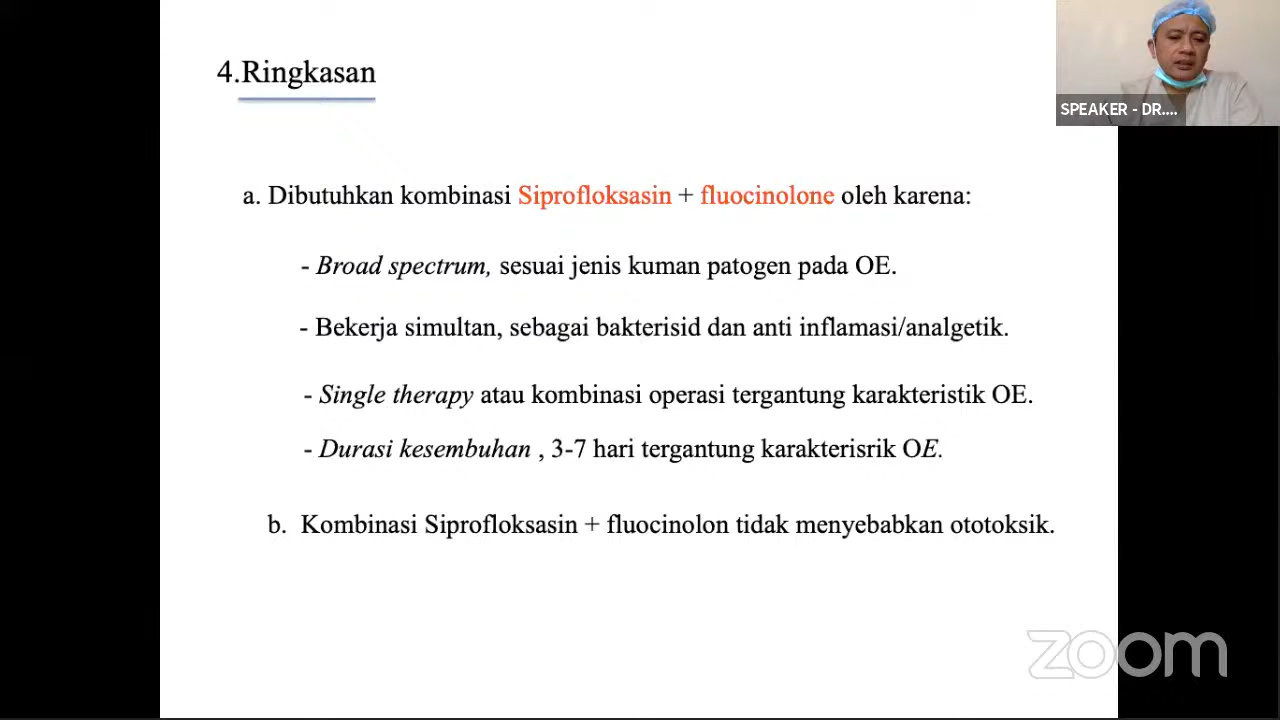 4.Ringkasan
SPEAKER - DR....
a. Dibutuhkan kombinasi Siprofloksasin + fluocinolone oleh karena:
- Broad spectrum, sesuai jenis kuman patogen pada OE.
- Bekerja simultan, sebagai bakterisid dan anti inflamasi/analgetik.
- Single therapy atau kombinasi operasi tergantung karakteristik OE.
- Durasi kesembuhan , 3-7 hari tergantung karakterisrik OE.
b. Kombinasi Siprofloksasin + fluocinolon tidak menyebabkan ototoksik.
zoom